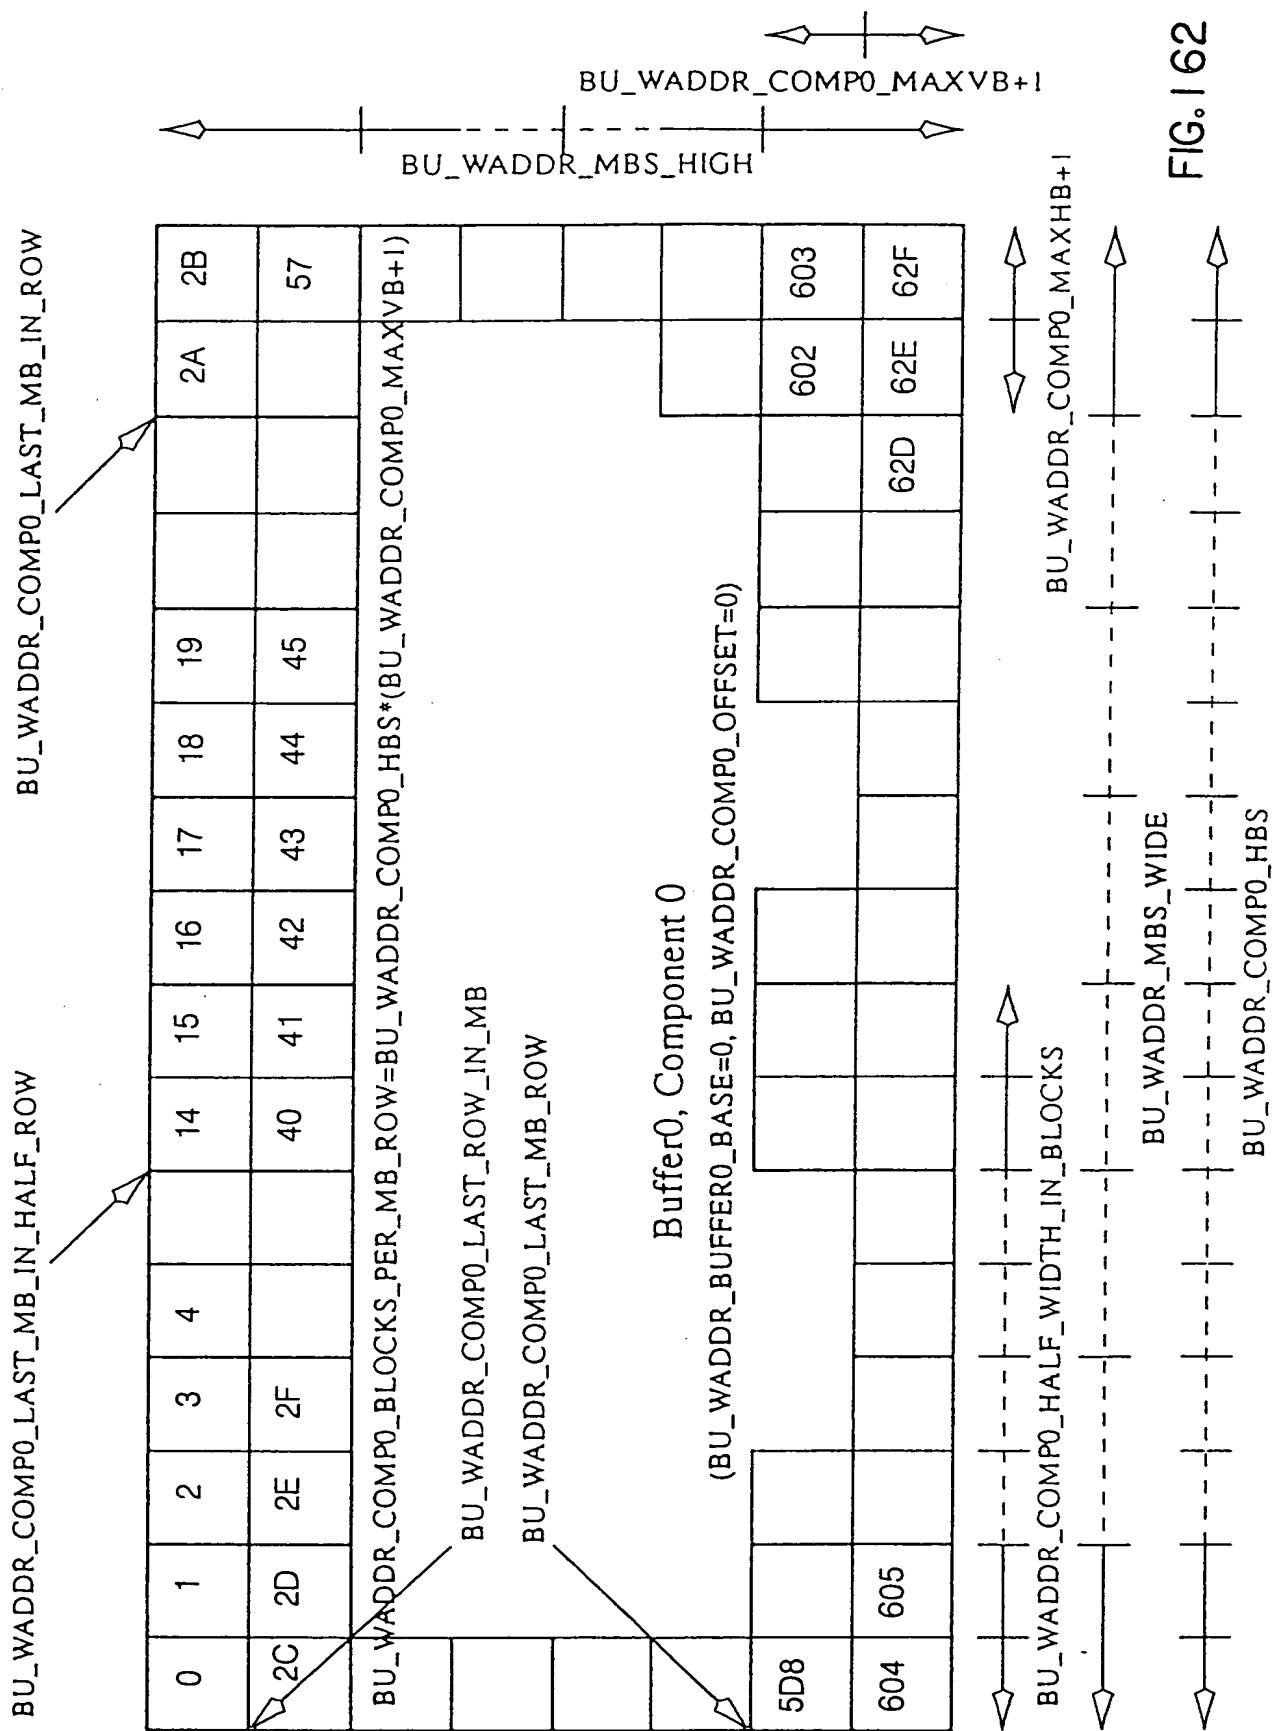 BU_WADDR_COMP0_LAST_MB_IN_HALF_ROW
BU_WADDR_COMP0_LAST_MB_IN_ROW
0 1 2 3 4 14 15 16 17 18 19 2A 2B
2C 2D 2E 2F 40 41 42 43 44 45 57
BU_WADDR_COMP0_BLOCKS_PER_MB_ROW=BU_WADDR_COMP0_HBS*(BU_WADDR_COMP0_MAXVB+1)
BU_WADDR_MBS_HIGH
BU_WADDR_COMP0_LAST_ROW_IN_MB
BU_WADDR_COMP0_LAST_MB_ROW
Buffer0, Component 0
(BU_WADDR_BUFFER0_BASE=0, BU_WADDR_COMP0_OFFSET=0)
BU_WADDR_COMP0_MAXVB+1
5D8 602 603
604 605 62D 62E 62F
BU_WADDR_COMP0_HALF_WIDTH_IN_BLOCKS
BU_WADDR_COMP0_MAXHB+1
BU_WADDR_MBS_WIDE
BU_WADDR_COMP0_HBS
FIG.162